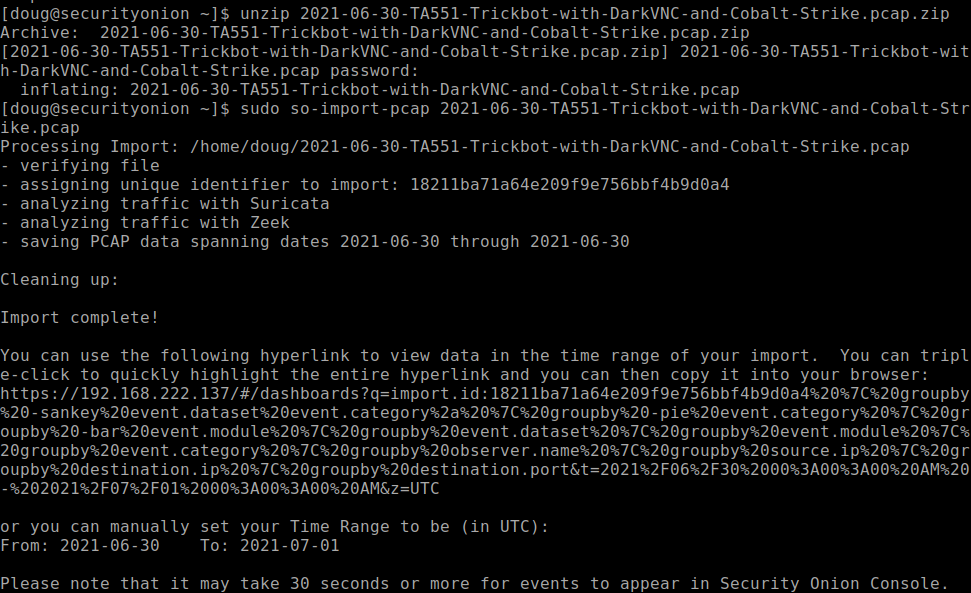 [doug@securityonion ~]$ unzip 2021-06-30-TA551-Trickbot-with-DarkVNC-and-Cobalt-Strike.pcap.zip
Archive:  2021-06-30-TA551-Trickbot-with-DarkVNC-and-Cobalt-Strike.pcap.zip
[2021-06-30-TA551-Trickbot-with-DarkVNC-and-Cobalt-Strike.pcap.zip] 2021-06-30-TA551-Trickbot-wit
h-DarkVNC-and-Cobalt-Strike.pcap password:
  inflating: 2021-06-30-TA551-Trickbot-with-DarkVNC-and-Cobalt-Strike.pcap
[doug@securityonion ~]$ sudo so-import-pcap 2021-06-30-TA551-Trickbot-with-DarkVNC-and-Cobalt-Str
ike.pcap
Processing Import: /home/doug/2021-06-30-TA551-Trickbot-with-DarkVNC-and-Cobalt-Strike.pcap
- verifying file
- assigning unique identifier to import: 18211ba71a64e209f9e756bbf4b9d0a4
- analyzing traffic with Suricata
- analyzing traffic with Zeek
- saving PCAP data spanning dates 2021-06-30 through 2021-06-30

Cleaning up:

Import complete!

You can use the following hyperlink to view data in the time range of your import.  You can tripl
e-click to quickly highlight the entire hyperlink and you can then copy it into your browser:
https://192.168.222.137/#/dashboards?q=import.id:18211ba71a64e209f9e756bbf4b9d0a4%20%7C%20groupby
%20-sankey%20event.dataset%20event.category%2a%20%7C%20groupby%20-pie%20event.category%20%7C%20gr
oupby%20-bar%20event.module%20%7C%20groupby%20event.dataset%20%7C%20groupby%20event.module%20%7C%
20groupby%20event.category%20%7C%20groupby%20observer.name%20%7C%20groupby%20source.ip%20%7C%20gr
oupby%20destination.ip%20%7C%20groupby%20destination.port&t=2021%2F06%2F30%2000%3A00%3A00%20AM%20
-%202021%2F07%2F01%2000%3A00%3A00%20AM&z=UTC

or you can manually set your Time Range to be (in UTC):
From: 2021-06-30    To: 2021-07-01

Please note that it may take 30 seconds or more for events to appear in Security Onion Console.